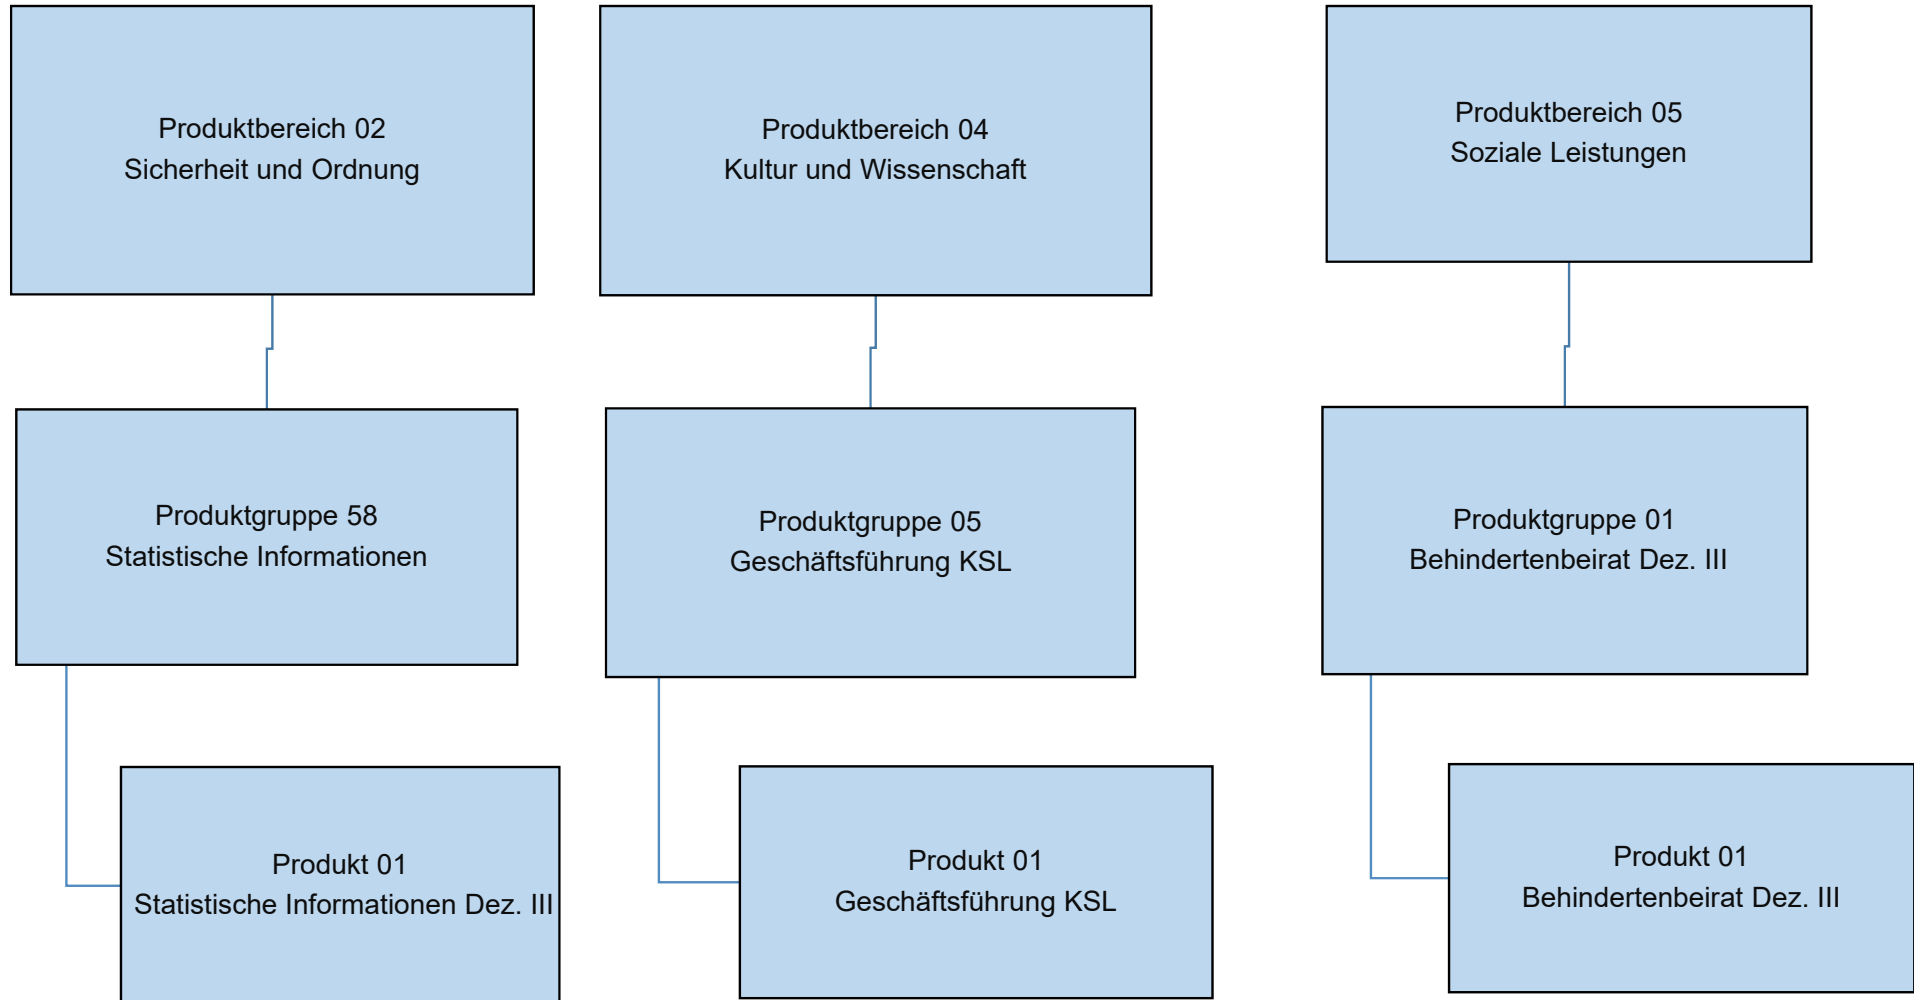 Produktbereich 02
Sicherheit und Ordnung
Produktbereich 04
Kultur und Wissenschaft
Produktbereich 05
Soziale Leistungen
Produktgruppe 58
Statistische Informationen
Produktgruppe 05
Geschäftsführung KSL
Produktgruppe 01
Behindertenbeirat Dez. III
Produkt 01
Statistische Informationen Dez. III
Produkt 01
Geschäftsführung KSL
Produkt 01
Behindertenbeirat Dez. III